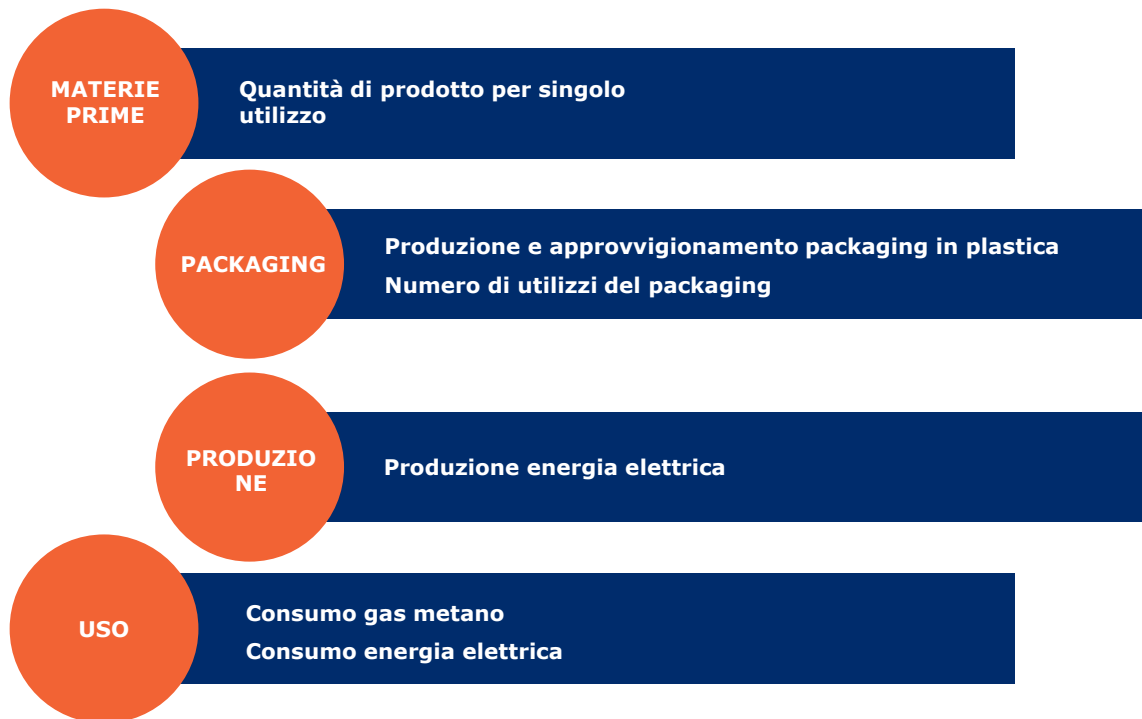 MATERIE
PRIME
Quantità di prodotto per singolo
utilizzo
PACKAGING
Produzione e approvvigionamento packaging in plastica
Numero di utilizzi del packaging
PRODUZIO
NE
Produzione energia elettrica
USO
Consumo gas metano
Consumo energia elettrica